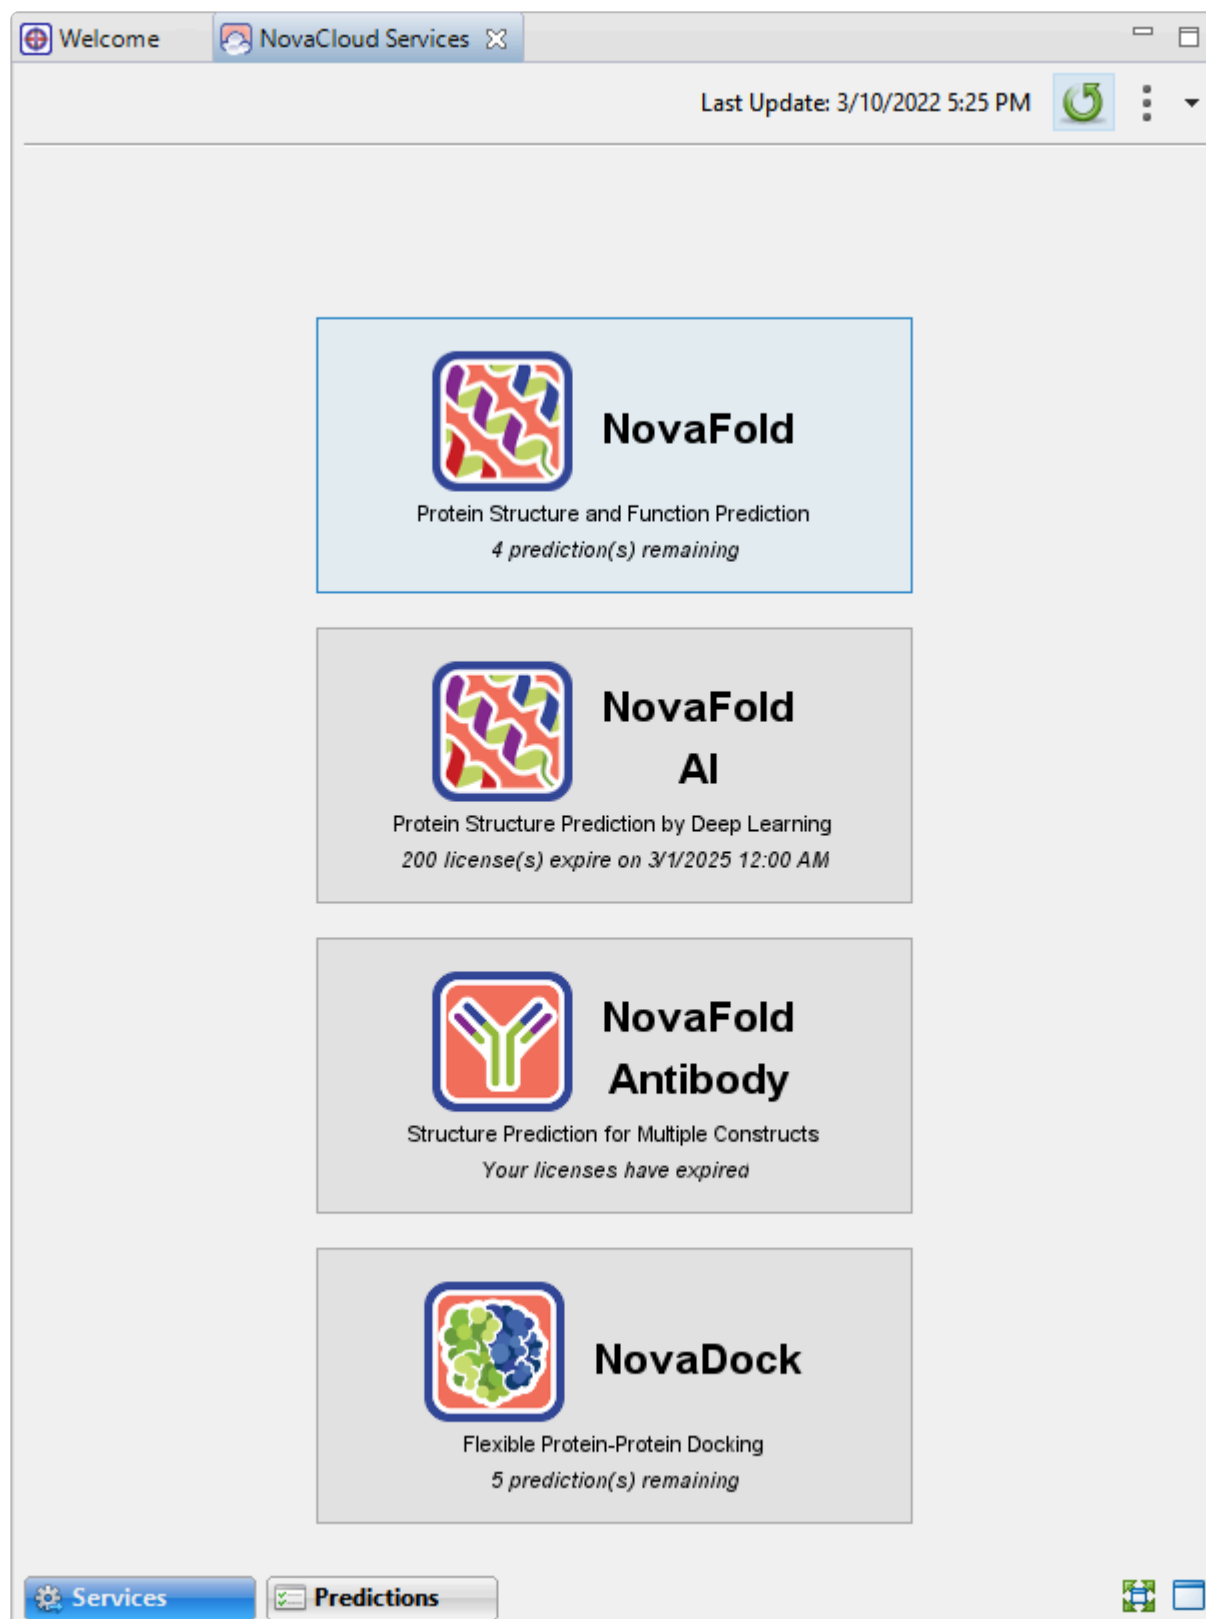 Welcome NovaCloud Services
Last Update: 3/10/2022 5:25 PM
NovaFold
Protein Structure and Function Prediction
4 prediction(s) remaining
NovaFold
AI
Protein Structure Prediction by Deep Learning
200 license(s) expire on 3/1/2025 12:00 AM
NovaFold
Antibody
Structure Prediction for Multiple Constructs
Your licenses have expired
NovaDock
Flexible Protein-Protein Docking
5 prediction(s) remaining
Services Predictions